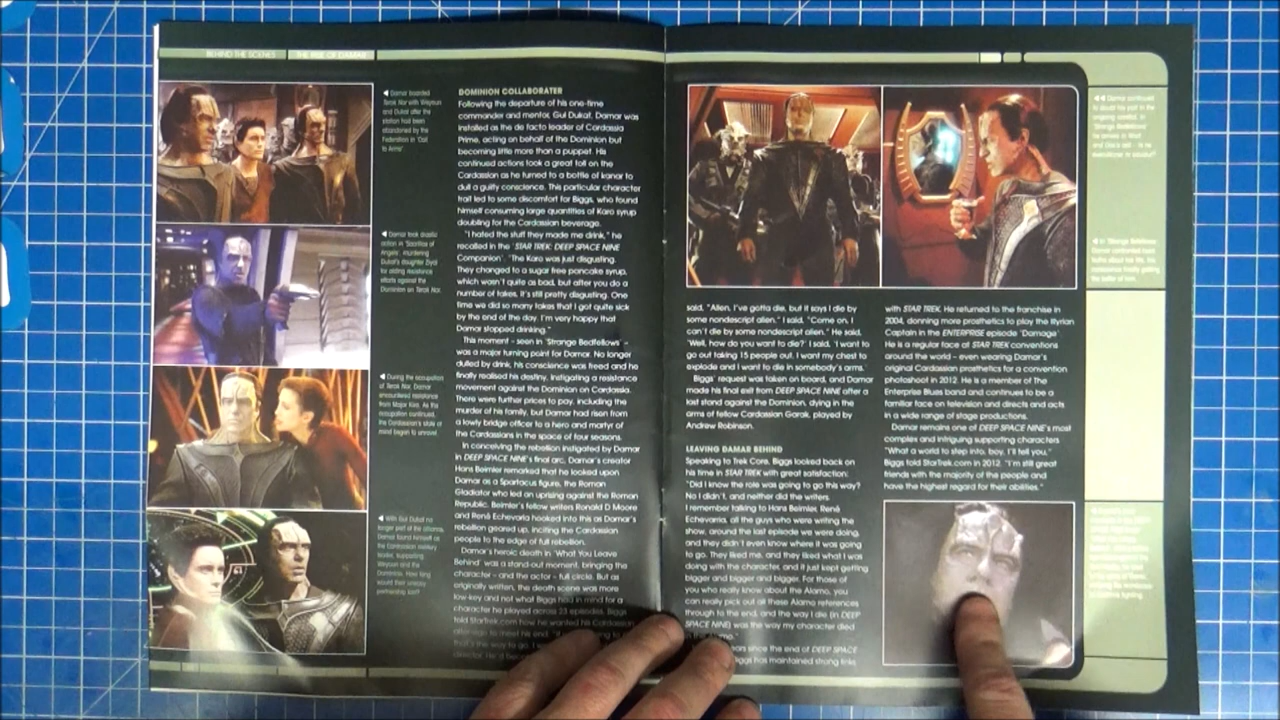 BEHIND THE SCENES
THE RISE OF DAMAR
Damar boarded
Terok Nor with Weyoun
and Dukat after the
station had been
abandoned by the
Federation in 'Call
to Arms'
Damar took drastic
action in 'Sacrifice of
Angels', murdering
Dukat's daughter Ziyal
for aiding resistance
efforts against the
Dominion on Terok Nor.
During the occupation
of Terok Nor, Damar
encountered resistance
from Major Kira. As the
occupation continued,
the Cardassian's state of
mind began to unravel.
With Gul Dukat no
longer part of the alliance,
Damar found himself as
the Cardassian military
leader, supporting
Weyoun and the
Dominion.
DOMINION COLLABORATER
Following the departure of his one-time
commander and mentor, Gul Dukat, Damar was
installed as the de facto leader of Cardassia
Prime, acting on behalf of the Dominion but
becoming little more than a puppet. His
continued actions took a great toll on the
Cardassian as he turned to a bottle of kanar to
dull a guilty conscience. This particular character
trait led to some discomfort for Biggs, who found
himself consuming large quantities of Karo syrup
doubling for the Cardassian beverage.
"I hated the stuff they made me drink," he
recalled in the 'STAR TREK: DEEP SPACE NINE
Companion'. "The Karo was just disgusting.
They changed to a sugar free pancake syrup,
which wasn't quite as bad, but after you do a
number of takes, it's still pretty disgusting. One
time we did so many takes that I got quite sick
by the end of the day. I'm very happy that
Damar stopped drinking."
This moment – seen in 'Strange Bedfellows' –
was a major turning point for Damar. No longer
dulled by drink, his conscience was freed and he
finally realised his destiny, instigating a resistance
movement against the Dominion on Cardassia.
There were further prices to pay, including the
murder of his family, but Damar had risen from
a lowly bridge officer to a hero and martyr of
the Cardassians in the space of four seasons.
In conceiving the rebellion instigated by Damar
in DEEP SPACE NINE's final arc, Damar's creator
Hans Beimler remarked that he looked upon
Damar as a Spartacus figure, the Roman
Gladiator who led an uprising against the Roman
Republic. Beimler's fellow writers Ronald D Moore
and René Echevarria hooked into this as Damar's
rebellion geared up, inciting the Cardassian
people to the edge of full rebellion.
Damar's heroic death in 'What You Leave
Behind' was a stand-out moment, bringing the
character – and the actor – full circle. But as
originally written, the death scene was more
low-key and not what Biggs had in mind for a
character he played across 23 episodes. Biggs
told StarTrek.com how he wanted his Cardassian
alter-ego to meet his end.
that's the way to go.
said, "Allen, I've gotta die, but it says I die by
some nondescript alien." I said, "Come on, I
can't die by some nondescript alien." He said,
'Well, how do you want to die?' I said, 'I want to
go out taking 15 people out. I want my chest to
explode and I want to die in somebody's arms.'
Biggs' request was taken on board, and Damar
made his final exit from DEEP SPACE NINE after a
last stand against the Dominion, dying in the
arms of fellow Cardassian Garak, played by
Andrew Robinson.
LEAVING DAMAR BEHIND
Speaking to Trek Core, Biggs looked back on
his time in STAR TREK with great satisfaction:
"Did I know the role was going to go this way?
No I didn't, and neither did the writers.
I remember talking to Hans Beimler, René
Echevarria, all the guys who were writing the
show, around the last episode we were doing,
and they didn't even know where it was going
to go. They liked me, and they liked what I was
doing with the character, and it just kept getting
bigger and bigger and bigger. For those of
you who really know about the Alamo, you
can really pick out all these Alamo references
through to the end, and the way I die (in DEEP
SPACE NINE) was the way my character died
ears since the end of DEEP SPACE
iggs has maintained strong links
with STAR TREK. He returned to the franchise in
2004, donning more prosthetics to play the Illyrian
Captain in the ENTERPRISE episode 'Damage'.
He is a regular face at STAR TREK conventions
around the world – even wearing Damar's
original Cardassian prosthetics for a convention
photoshoot in 2012. He is a member of The
Enterprise Blues band and continues to be a
familiar face on television and directs and acts
in a wide range of stage productions.
Damar remains one of DEEP SPACE NINE's most
complex and intriguing supporting characters.
"What a world to step into, boy, I'll tell you,"
Biggs told StarTrek.com in 2012. "I'm still great
friends with the majority of the people and
have the highest regard for their abilities."
Damar continued
to doubt his part in the
ongoing conflict. In
'Strange Bedfellows'
In 'Strange Bedfellows',